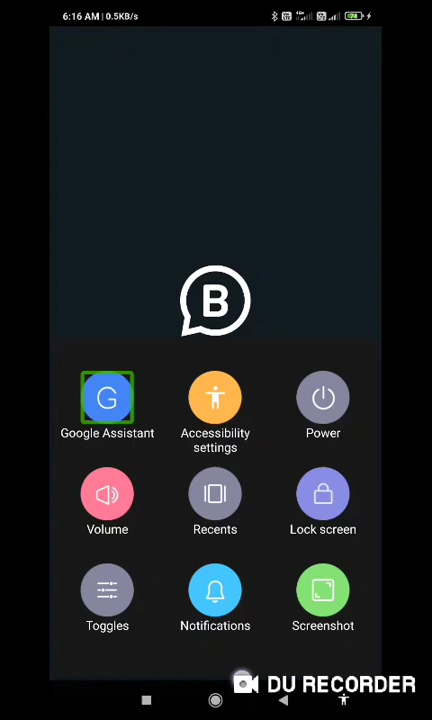 6:16 AM | 0.5KB/s
B
G
Google Assistant
Accessibility
settings
Power
Volume
Recents
Lock screen
Toggles
Notifications
Screenshot
DU RECORDER